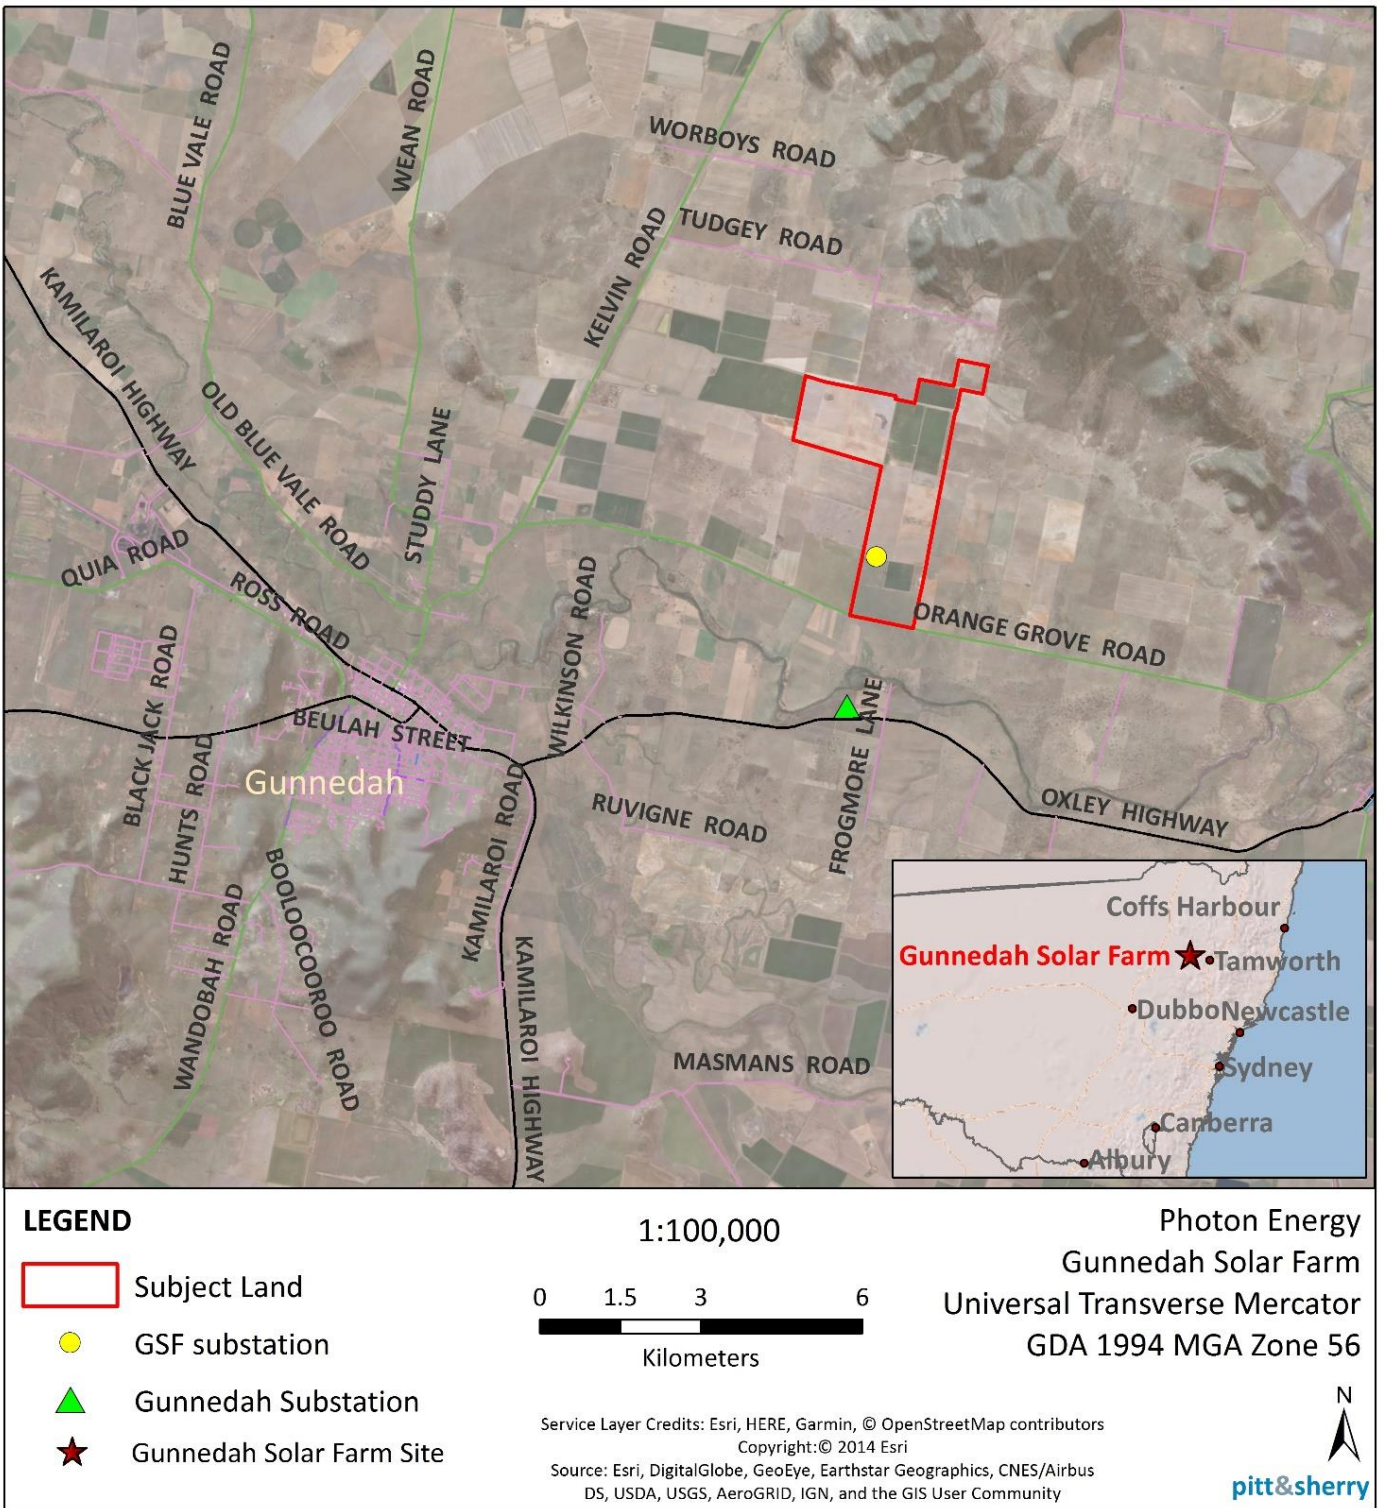 BLUE VALE ROAD
WEAN ROAD
WORBOYS ROAD
TUDGEY ROAD
KELVIN ROAD
KAMILAROI HIGHWAY
OLD BLUE VALE ROAD
STUDDY LANE
QUIA ROAD
ROSS ROAD
WILKINSON ROAD
ORANGE GROVE ROAD
BLACK JACK ROAD
BEULAH STREET
HUNTS ROAD
Gunnedah
FROGMORE LANE
KAMILAROI ROAD
RUVIGNE ROAD
OXLEY HIGHWAY
WANDOBAH ROAD
BOOLOCOOROO ROAD
KAMILAROI HIGHWAY
MASMANS ROAD
Coffs Harbour
Gunnedah Solar Farm
Tamworth
Dubbo
Newcastle
Sydney
Canberra
Albury
LEGEND
Subject Land
GSF substation
Gunnedah Substation
Gunnedah Solar Farm Site
1:100,000
0 1.5 3 6
Kilometers
Service Layer Credits: Esri, HERE, Garmin, © OpenStreetMap contributors
Copyright:© 2014 Esri
Source: Esri, DigitalGlobe, GeoEye, Earthstar Geographics, CNES/Airbus
DS, USDA, USGS, AeroGRID, IGN, and the GIS User Community
Photon Energy
Gunnedah Solar Farm
Universal Transverse Mercator
GDA 1994 MGA Zone 56
N
pitt&sherry